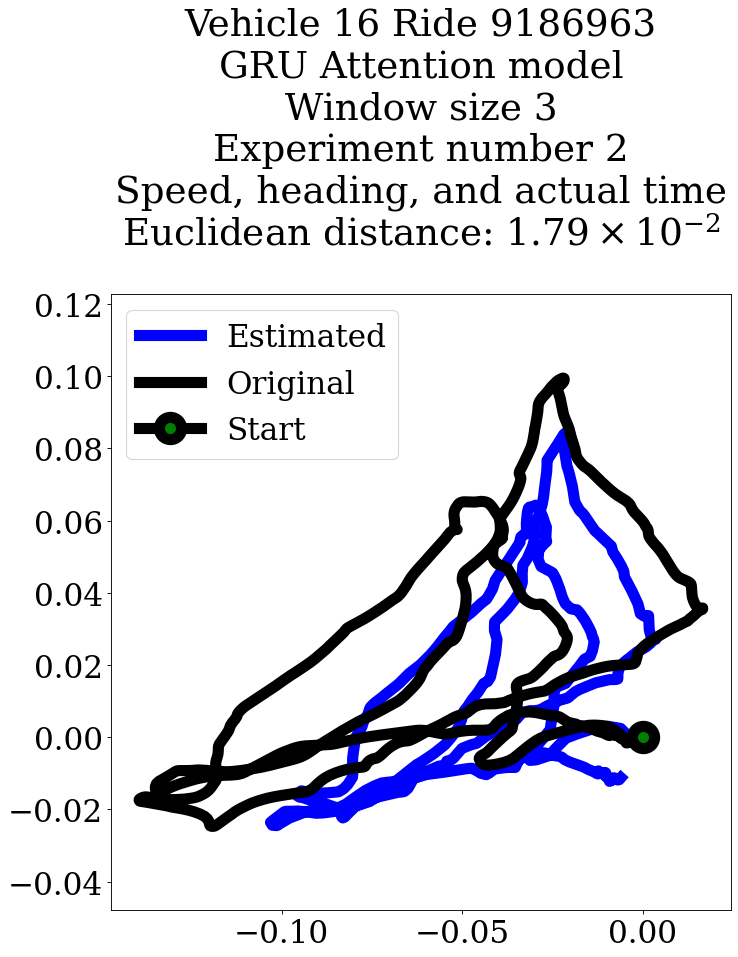 Vehicle 16 Ride 9186963
GRU Attention model
Window size 3
Experiment number 2
Speed, heading, and actual time
Euclidean distance: 1.79 × 10⁻²
0.12
Estimated
0.10
Original
Start
0.08
0.06
0.04
0.02
0.00
−0.02
−0.04
−0.10
−0.05
0.00